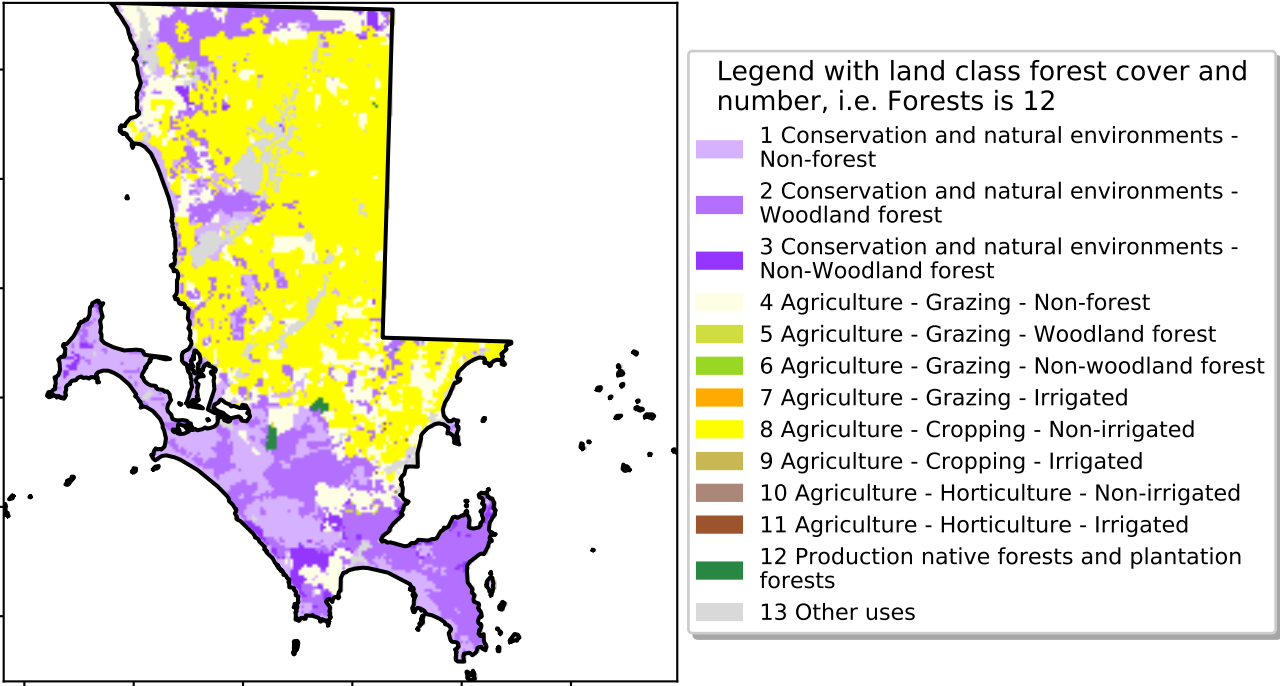 Legend with land class forest cover and
number, i.e. Forests is 12
1 Conservation and natural environments -
Non-forest
2 Conservation and natural environments -
Woodland forest
3 Conservation and natural environments -
Non-Woodland forest
4 Agriculture - Grazing - Non-forest
5 Agriculture - Grazing - Woodland forest
6 Agriculture - Grazing - Non-woodland forest
7 Agriculture - Grazing - Irrigated
8 Agriculture - Cropping - Non-irrigated
9 Agriculture - Cropping - Irrigated
10 Agriculture - Horticulture - Non-irrigated
11 Agriculture - Horticulture - Irrigated
12 Production native forests and plantation
forests
13 Other uses